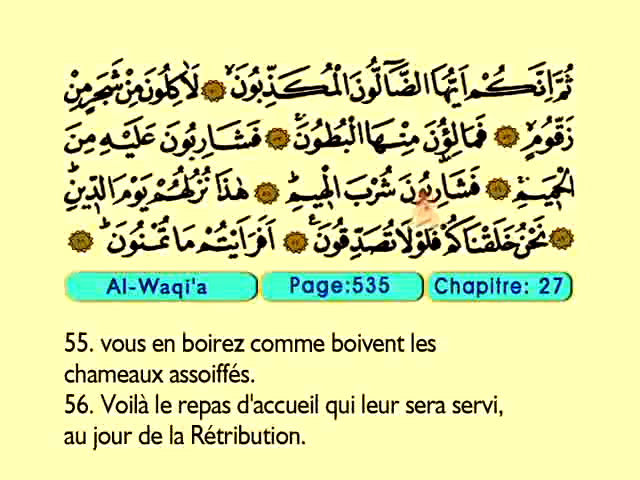 ثُمَّ اِنَّكُمْ اَيُّهَا الضَّٓالُّونَ الْمُكَذِّبُونَۙ لَاٰكِلُونَ مِنْ شَجَرٍ مِنْ
زَقُّومٍۙ فَمَالِؤُنَ مِنْهَا الْبُطُونَۚ فَشَارِبُونَ عَلَيْهِ مِنَ
الْحَمِيمِۚ فَشَارِبُونَ شُرْبَ الْهِيمِۜ هٰذَا نُزُلُهُمْ يَوْمَ الدّ۪ينِۜ
نَحْنُ خَلَقْنَاكُمْ فَلَوْلَا تُصَدِّقُونَ اَفَرَاَيْتُمْ مَا تُمْنُونَۜ
Al-Waqi'a Page:535 Chapitre: 27
55. vous en boirez comme boivent les
chameaux assoiffés.
56. Voilà le repas d'accueil qui leur sera servi,
au jour de la Rétribution.